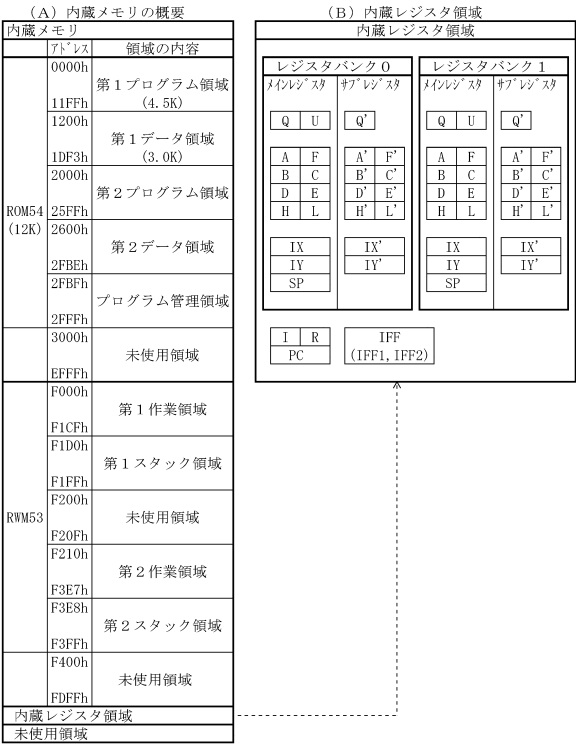 (A)内蔵メモリの概要
内蔵メモリ
ｱﾄﾞﾚｽ 領域の内容
ROM54
(12K)
0000h
11FFh
第１プログラム領域
(4.5K)
1200h
1DF3h
第１データ領域
(3.0K)
2000h
25FFh
第２プログラム領域
2600h
2FBEh
第２データ領域
2FBFh
2FFFh
プログラム管理領域
3000h
EFFFh
未使用領域
RWM53
F000h
F1CFh
第１作業領域
F1D0h
F1FFh
第１スタック領域
F200h
F20Fh
未使用領域
F210h
F3E7h
第２作業領域
F3E8h
F3FFh
第２スタック領域
F400h
FDFFh
未使用領域
内蔵レジスタ領域
未使用領域
(B)内蔵レジスタ領域
内蔵レジスタ領域
レジスタバンク０
ﾒｲﾝﾚｼﾞｽﾀ ｻﾌﾞﾚｼﾞｽﾀ
Q U Q'
A F A' F'
B C B' C'
D E D' E'
H L H' L'
IX IX'
IY IY'
SP
レジスタバンク１
ﾒｲﾝﾚｼﾞｽﾀ ｻﾌﾞﾚｼﾞｽﾀ
Q U Q'
A F A' F'
B C B' C'
D E D' E'
H L H' L'
IX IX'
IY IY'
SP
I R
PC
IFF
(IFF1,IFF2)